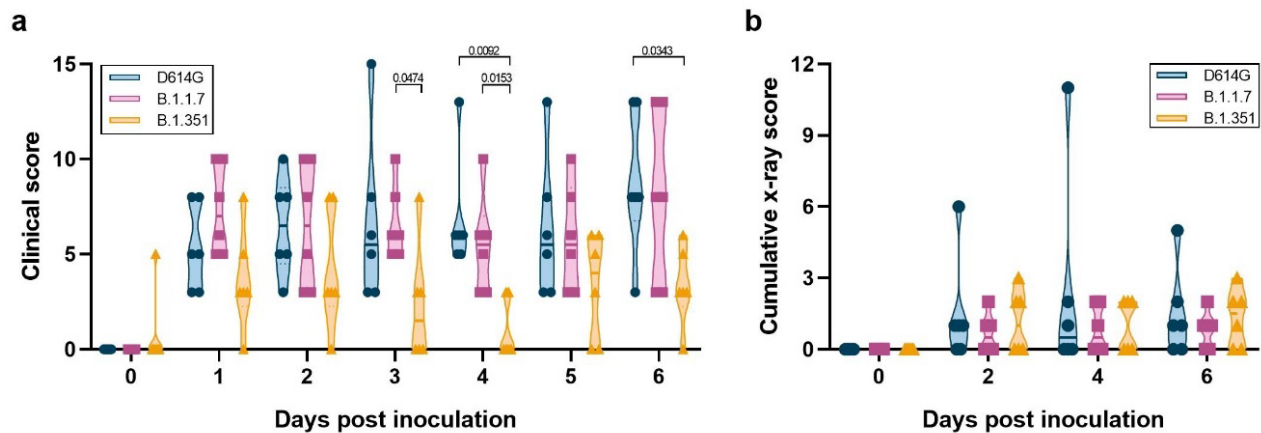 a
b
0.0092
0.0343
0.0474
0.0153
D614G
B.1.1.7
B.1.351
Clinical score
15
10
5
0
0 1 2 3 4 5 6
Days post inoculation
D614G
B.1.1.7
B.1.351
Cumulative x-ray score
12
9
6
3
0
0 2 4 6
Days post inoculation